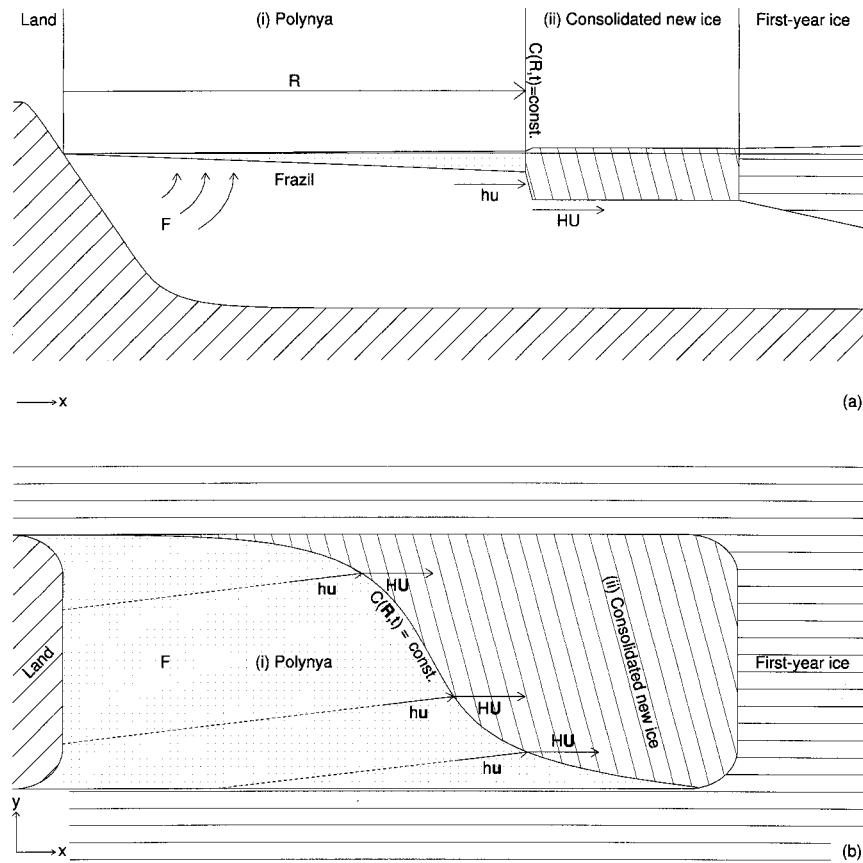 Land
(i) Polynya
(ii) Consolidated new ice
First-year ice
R
C(R,t)=const.
Frazil
F
hu
HU
x
(a)
hu
HU
C(R,t) = const.
Land
F
(i) Polynya
(ii) Consolidated new ice
First-year ice
hu
HU
hu
HU
y
x
(b)